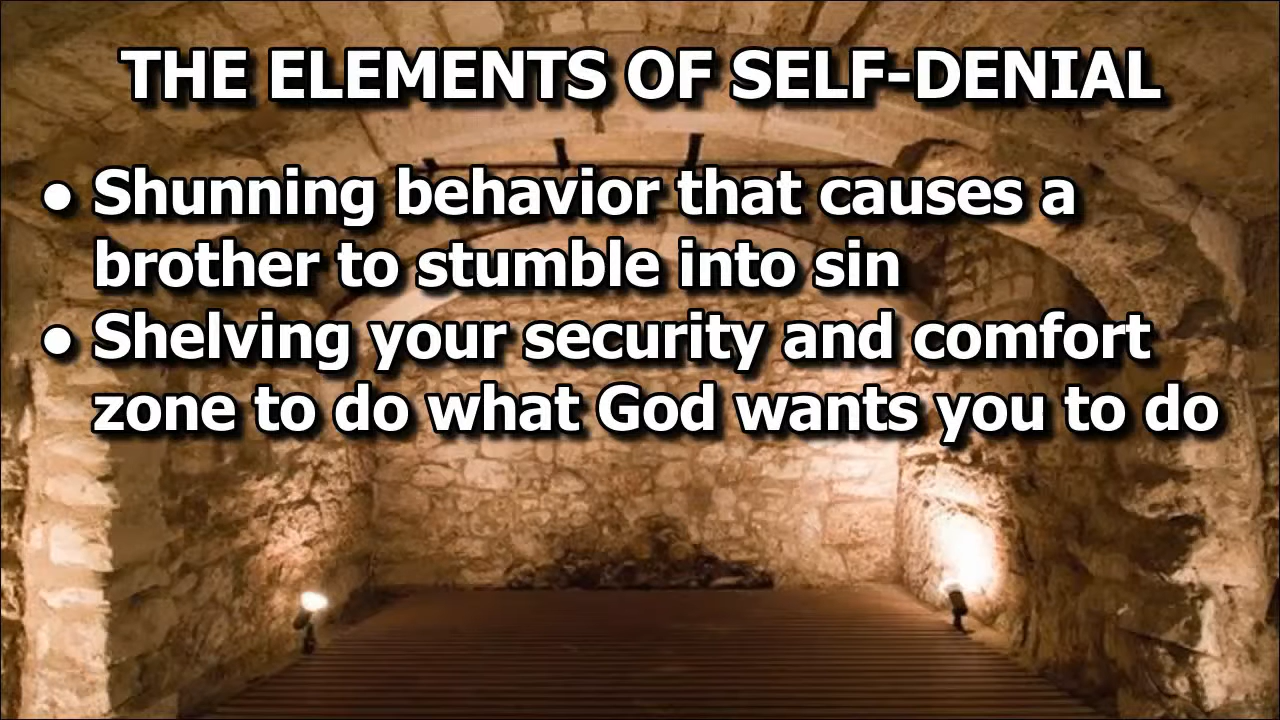 THE ELEMENTS OF SELF-DENIAL
● Shunning behavior that causes a
brother to stumble into sin
● Shelving your security and comfort
zone to do what God wants you to do